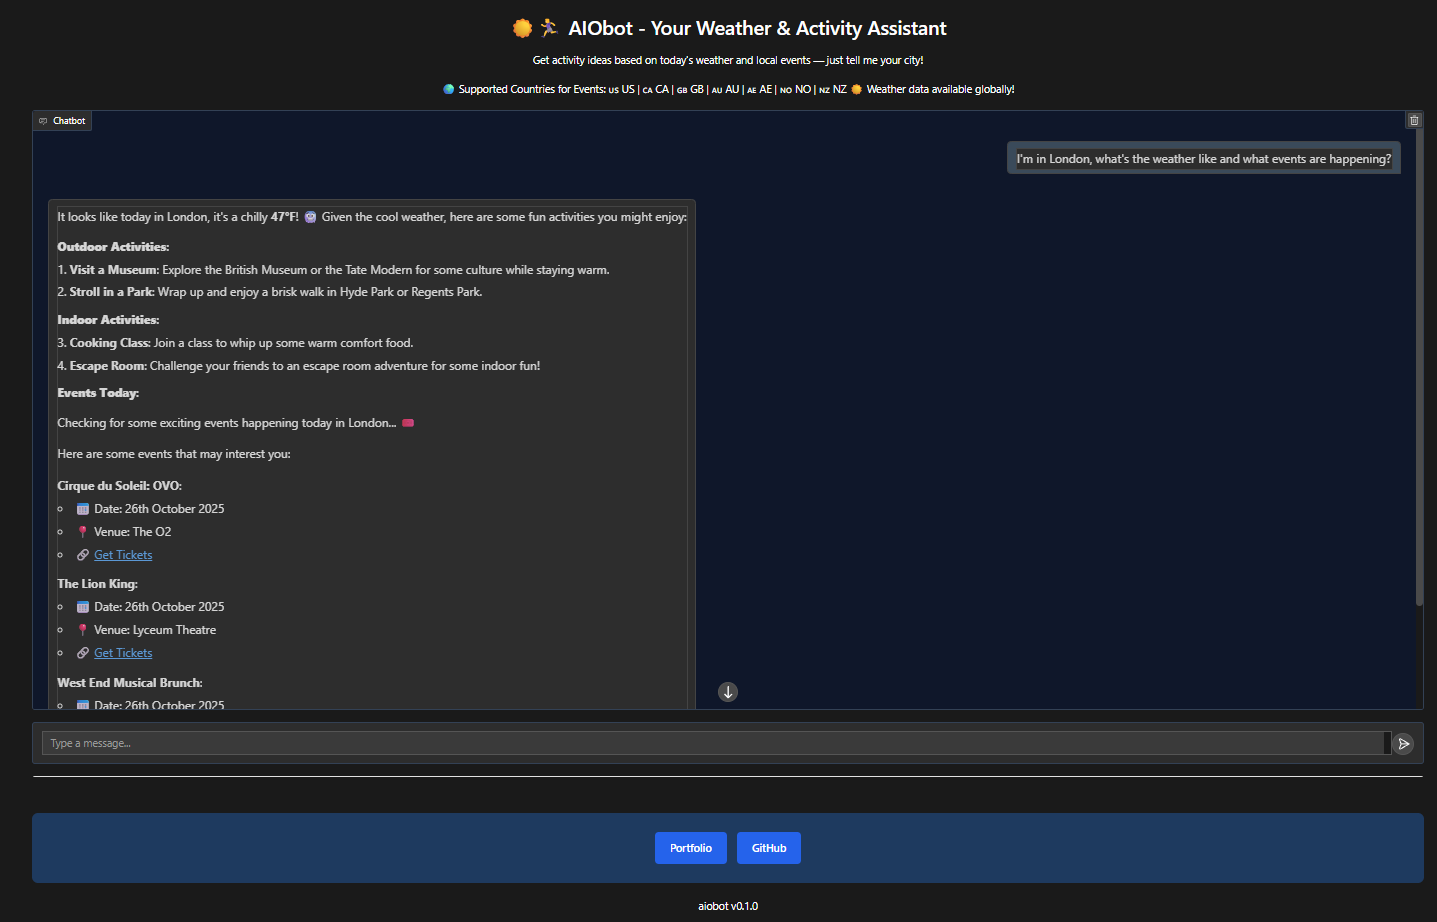 AIObot - Your Weather & Activity Assistant
Get activity ideas based on today's weather and local events — just tell me your city!
Supported Countries for Events: US US | CA CA | GB GB | AU AU | AE AE | NO NO | NZ NZ Weather data available globally!
Chatbot
I'm in London, what's the weather like and what events are happening?
It looks like today in London, it's a chilly 47°F! Given the cool weather, here are some fun activities you might enjoy:
Outdoor Activities:
1. Visit a Museum: Explore the British Museum or the Tate Modern for some culture while staying warm.
2. Stroll in a Park: Wrap up and enjoy a brisk walk in Hyde Park or Regents Park.
Indoor Activities:
3. Cooking Class: Join a class to whip up some warm comfort food.
4. Escape Room: Challenge your friends to an escape room adventure for some indoor fun!
Events Today:
Checking for some exciting events happening today in London...
Here are some events that may interest you:
Cirque du Soleil: OVO:
Date: 26th October 2025
Venue: The O2
Get Tickets
The Lion King:
Date: 26th October 2025
Venue: Lyceum Theatre
Get Tickets
West End Musical Brunch:
Date: 26th October 2025
Type a message...
Portfolio
GitHub
aiobot v0.1.0